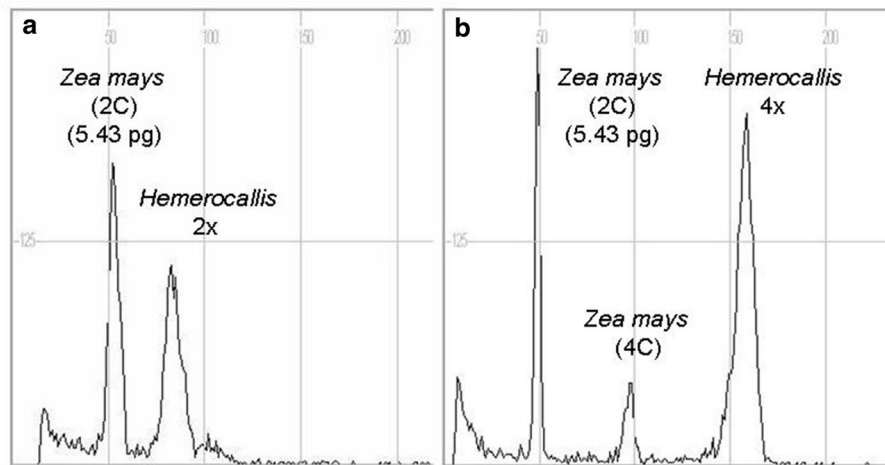 a
50
100
150
200
Zea mays
(2C)
(5.43 pg)
Hemerocallis
2x
125
b
50
100
150
200
Zea mays
(2C)
(5.43 pg)
Hemerocallis
4x
125
Zea mays
(4C)